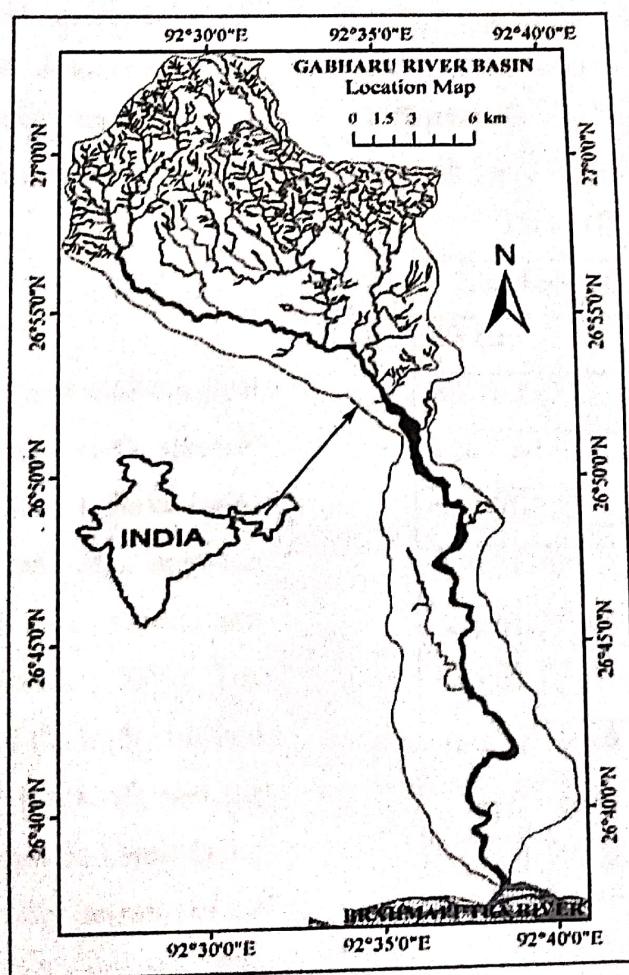 92°30'0"E 92°35'0"E 92°40'0"E
GABHARU RIVER BASIN
Location Map
0 1.5 3 6 km
27°0'0"N 27°0'0"N
N
26°55'0"N 26°55'0"N
26°50'0"N 26°50'0"N
INDIA
26°45'0"N 26°45'0"N
26°40'0"N 26°40'0"N
BRAHMAPUTRA RIVER
92°30'0"E 92°35'0"E 92°40'0"E